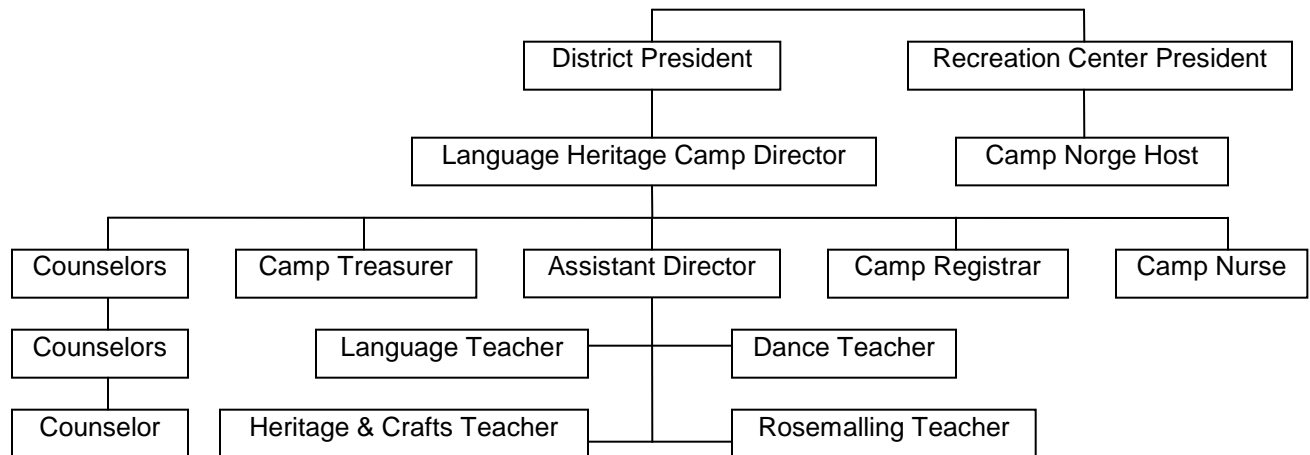 District President
Recreation Center President
Language Heritage Camp Director
Camp Norge Host
Counselors
Camp Treasurer
Assistant Director
Camp Registrar
Camp Nurse
Counselors
Language Teacher
Dance Teacher
Counselor
Heritage & Crafts Teacher
Rosemalling Teacher